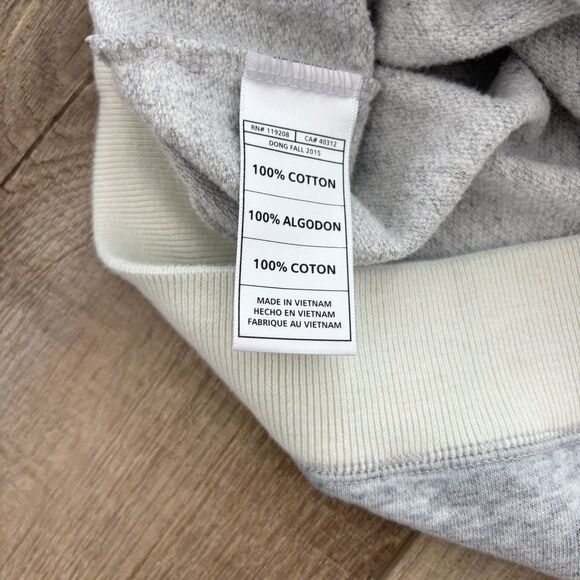 RN# 119208 CA# 40312
DONG FALL 2015
100% COTTON
100% ALGODON
100% COTON
MADE IN VIETNAM
HECHO EN VIETNAM
FABRIQUE AU VIETNAM